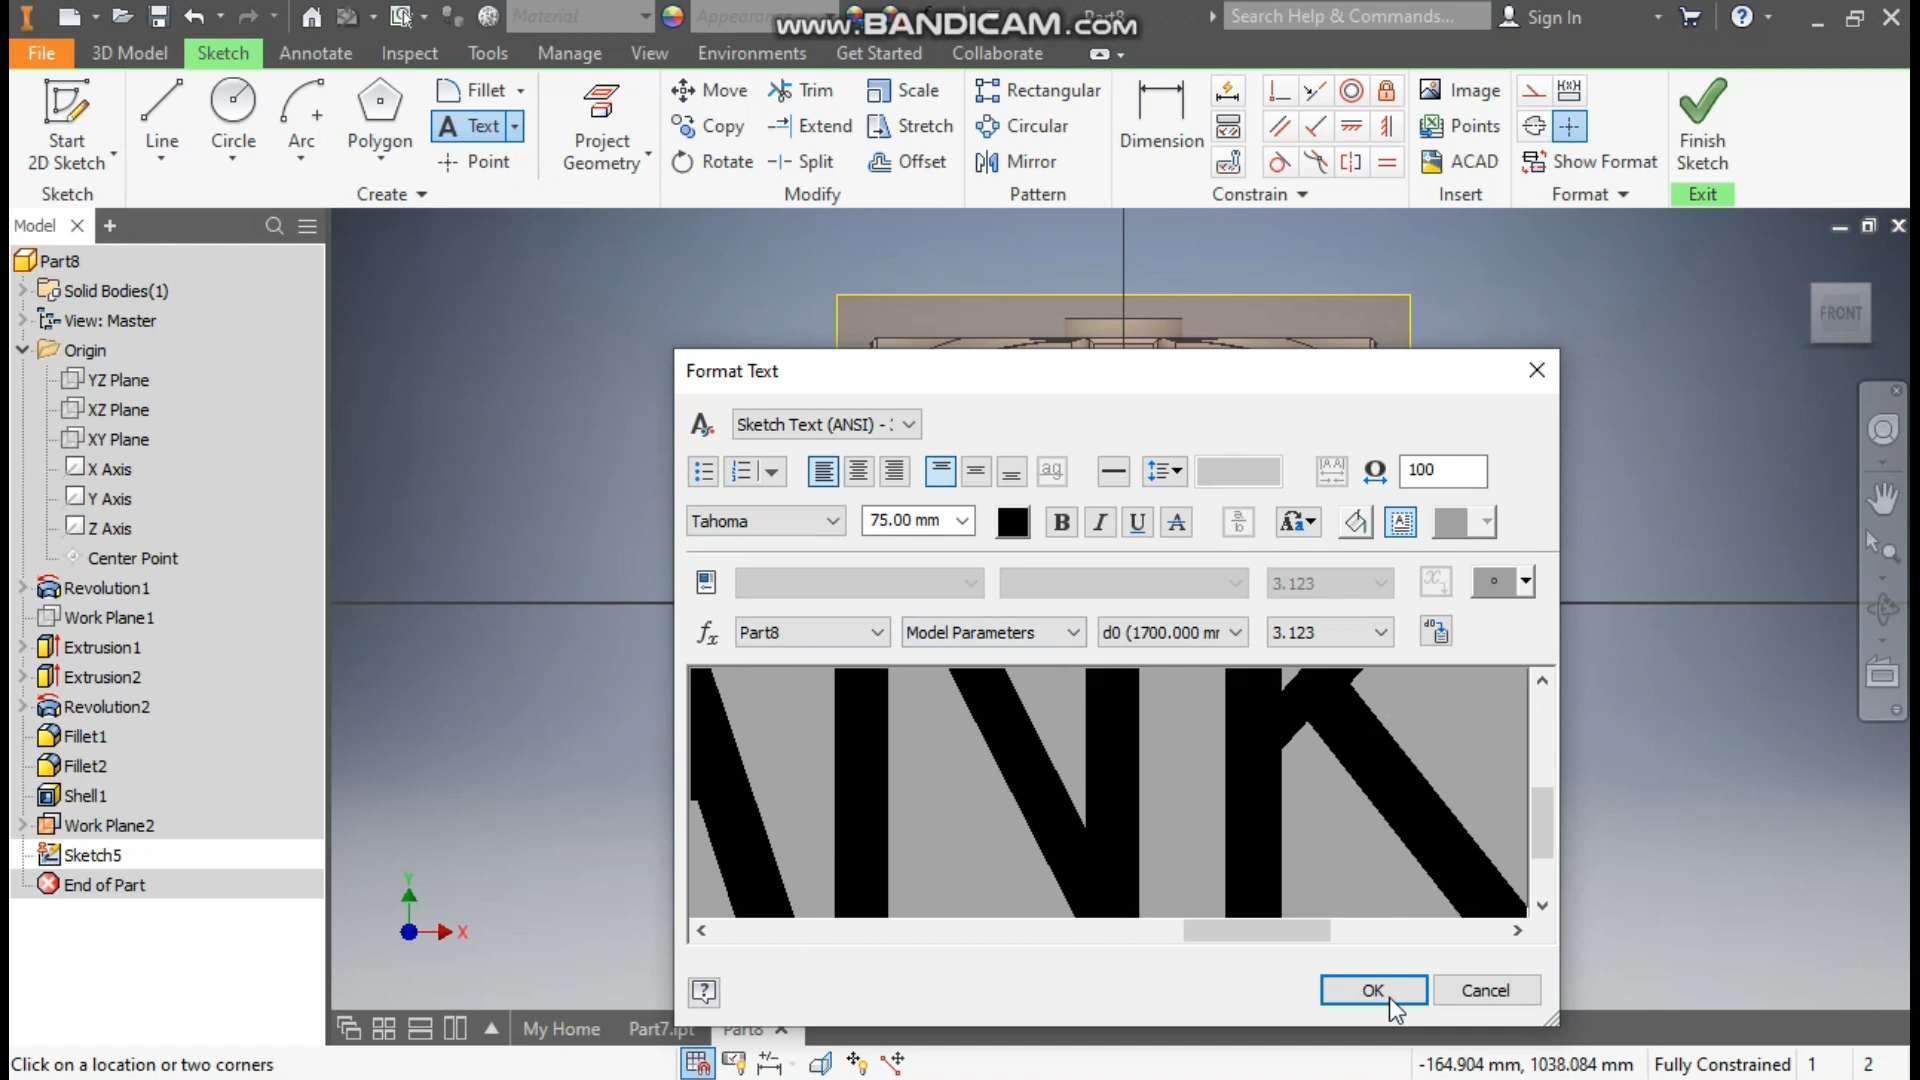 Material
Appearance
www.BANDICAM.com
Search Help & Commands...
Sign In
File
3D Model
Sketch
Annotate
Inspect
Tools
Manage
View
Environments
Get Started
Collaborate
Start
2D Sketch
Line
Circle
Arc
Polygon
Fillet
Text
Point
Project
Geometry
Move
Copy
Rotate
Trim
Extend
Split
Scale
Stretch
Offset
Rectangular
Circular
Mirror
Dimension
Image
Points
ACAD
Show Format
Finish
Sketch
Sketch
Create
Modify
Pattern
Constrain
Insert
Format
Exit
Model
Part8
Solid Bodies(1)
View: Master
Origin
YZ Plane
XZ Plane
XY Plane
X Axis
Y Axis
Z Axis
Center Point
Revolution1
Work Plane1
Extrusion1
Extrusion2
Revolution2
Fillet1
Fillet2
Shell1
Work Plane2
Sketch5
End of Part
FRONT
Format Text
Sketch Text (ANSI) -
100
Tahoma
75.00 mm
3.123
Part8
Model Parameters
d0 (1700.000 mr
3.123
NK
OK
Cancel
Y
X
My Home
Part7.ipt
Part8
Click on a location or two corners
-164.904 mm, 1038.084 mm
Fully Constrained
1
2